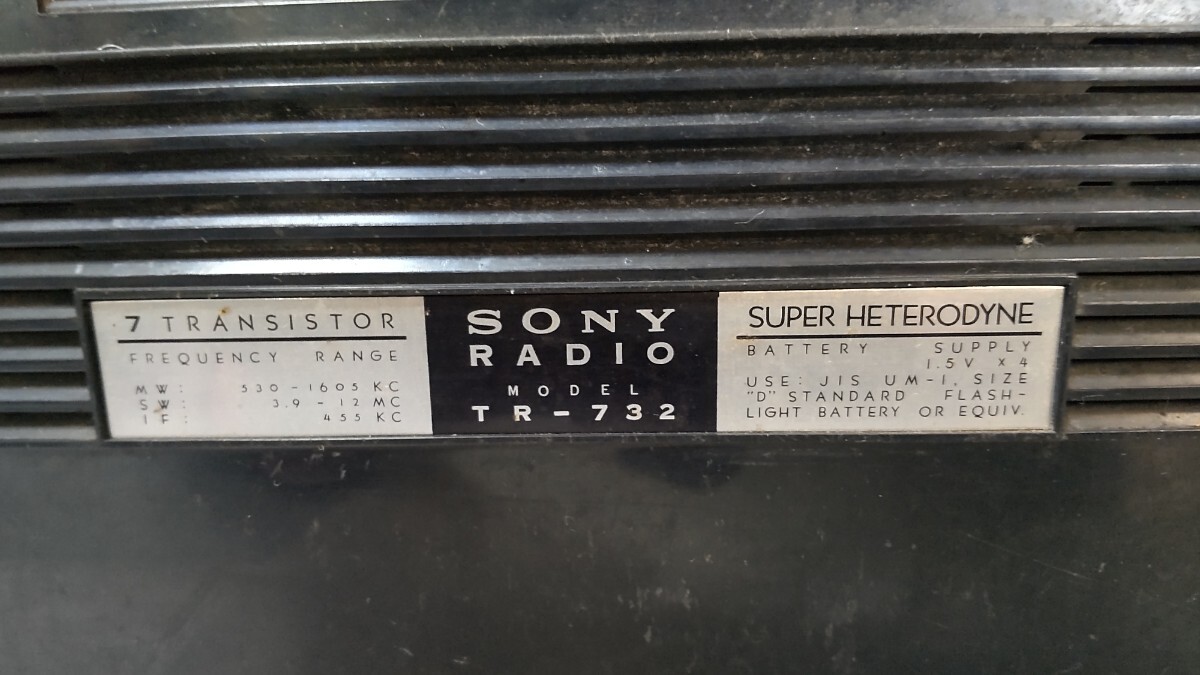 7 TRANSISTOR
FREQUENCY RANGE
MW: 530-1605 KC
SW: 3.9-12 MC
IF: 455 KC
SONY
RADIO
MODEL
TR-732
SUPER HETERODYNE
BATTERY SUPPLY
1.5V X 4
USE: JIS UM-1, SIZE
"D" STANDARD FLASH-
LIGHT BATTERY OR EQUIV.